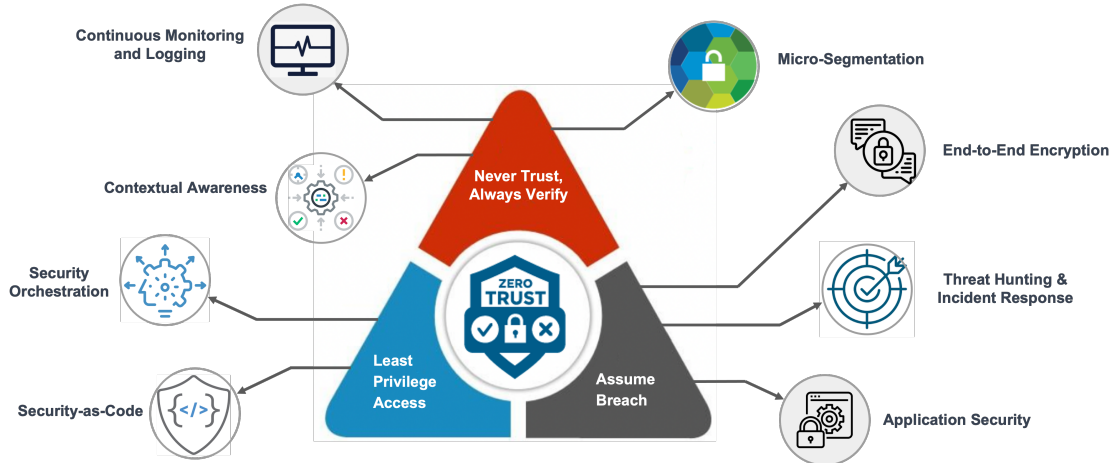 Continuous Monitoring
and Logging
Micro-Segmentation
End-to-End Encryption
Never Trust,
Always Verify
Contextual Awareness
Security
Orchestration
ZERO
TRUST
Threat Hunting &
Incident Response
Least
Privilege
Access
Assume
Breach
Security-as-Code
</>
Application Security